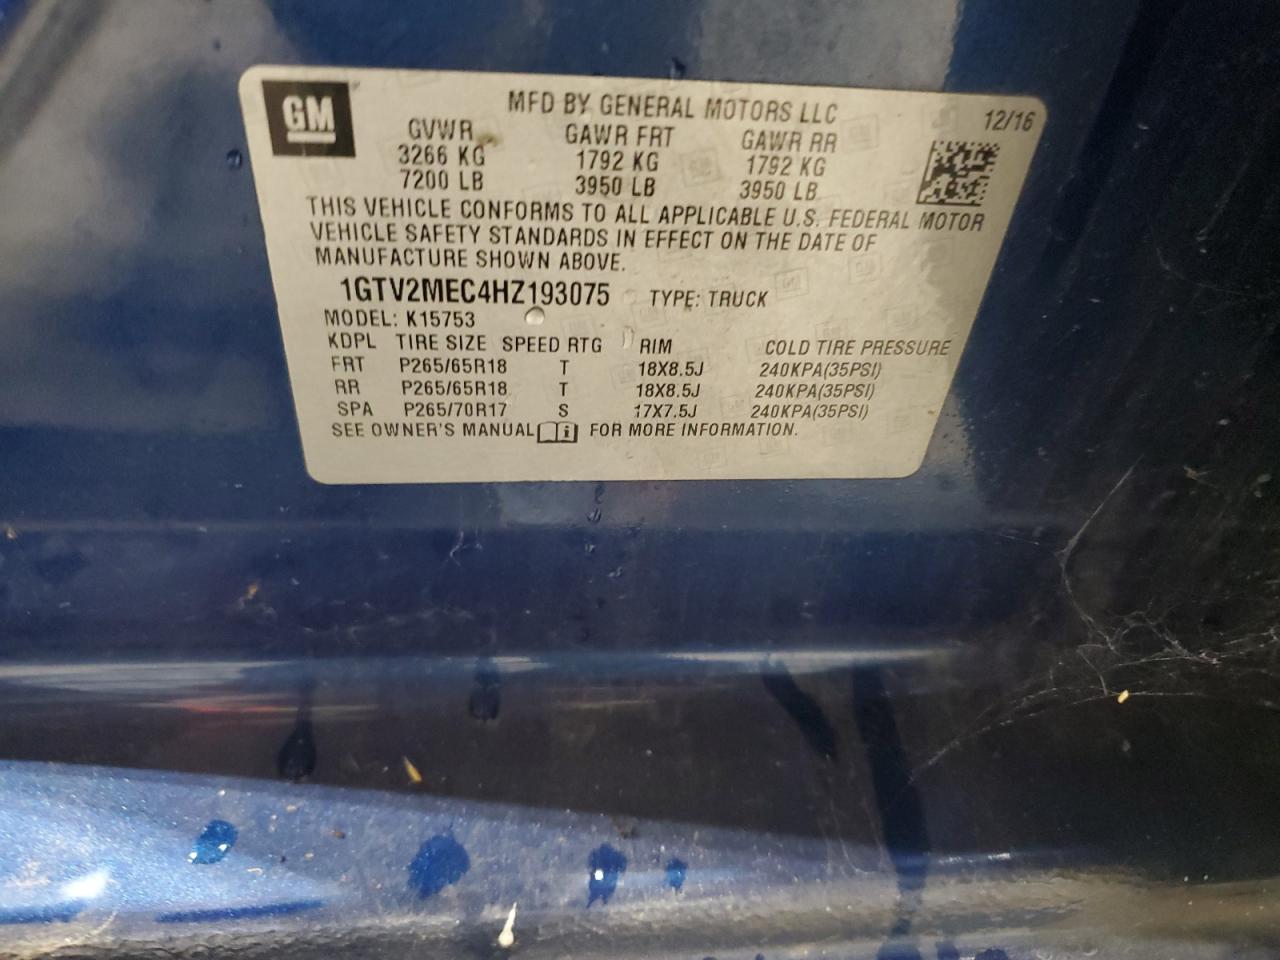 GM
MFD BY GENERAL MOTORS LLC
12/16
GVWR GAWR FRT GAWR RR
3266 KG 1792 KG 1792 KG
7200 LB 3950 LB 3950 LB
THIS VEHICLE CONFORMS TO ALL APPLICABLE U.S. FEDERAL MOTOR
VEHICLE SAFETY STANDARDS IN EFFECT ON THE DATE OF
MANUFACTURE SHOWN ABOVE.
1GTV2MEC4HZ193075 TYPE: TRUCK
MODEL: K15753
KDPL TIRE SIZE SPEED RTG RIM COLD TIRE PRESSURE
FRT P265/65R18 T 18X8.5J 240KPA(35PSI)
RR P265/65R18 T 18X8.5J 240KPA(35PSI)
SPA P265/70R17 S 17X7.5J 240KPA(35PSI)
SEE OWNER'S MANUAL i FOR MORE INFORMATION.